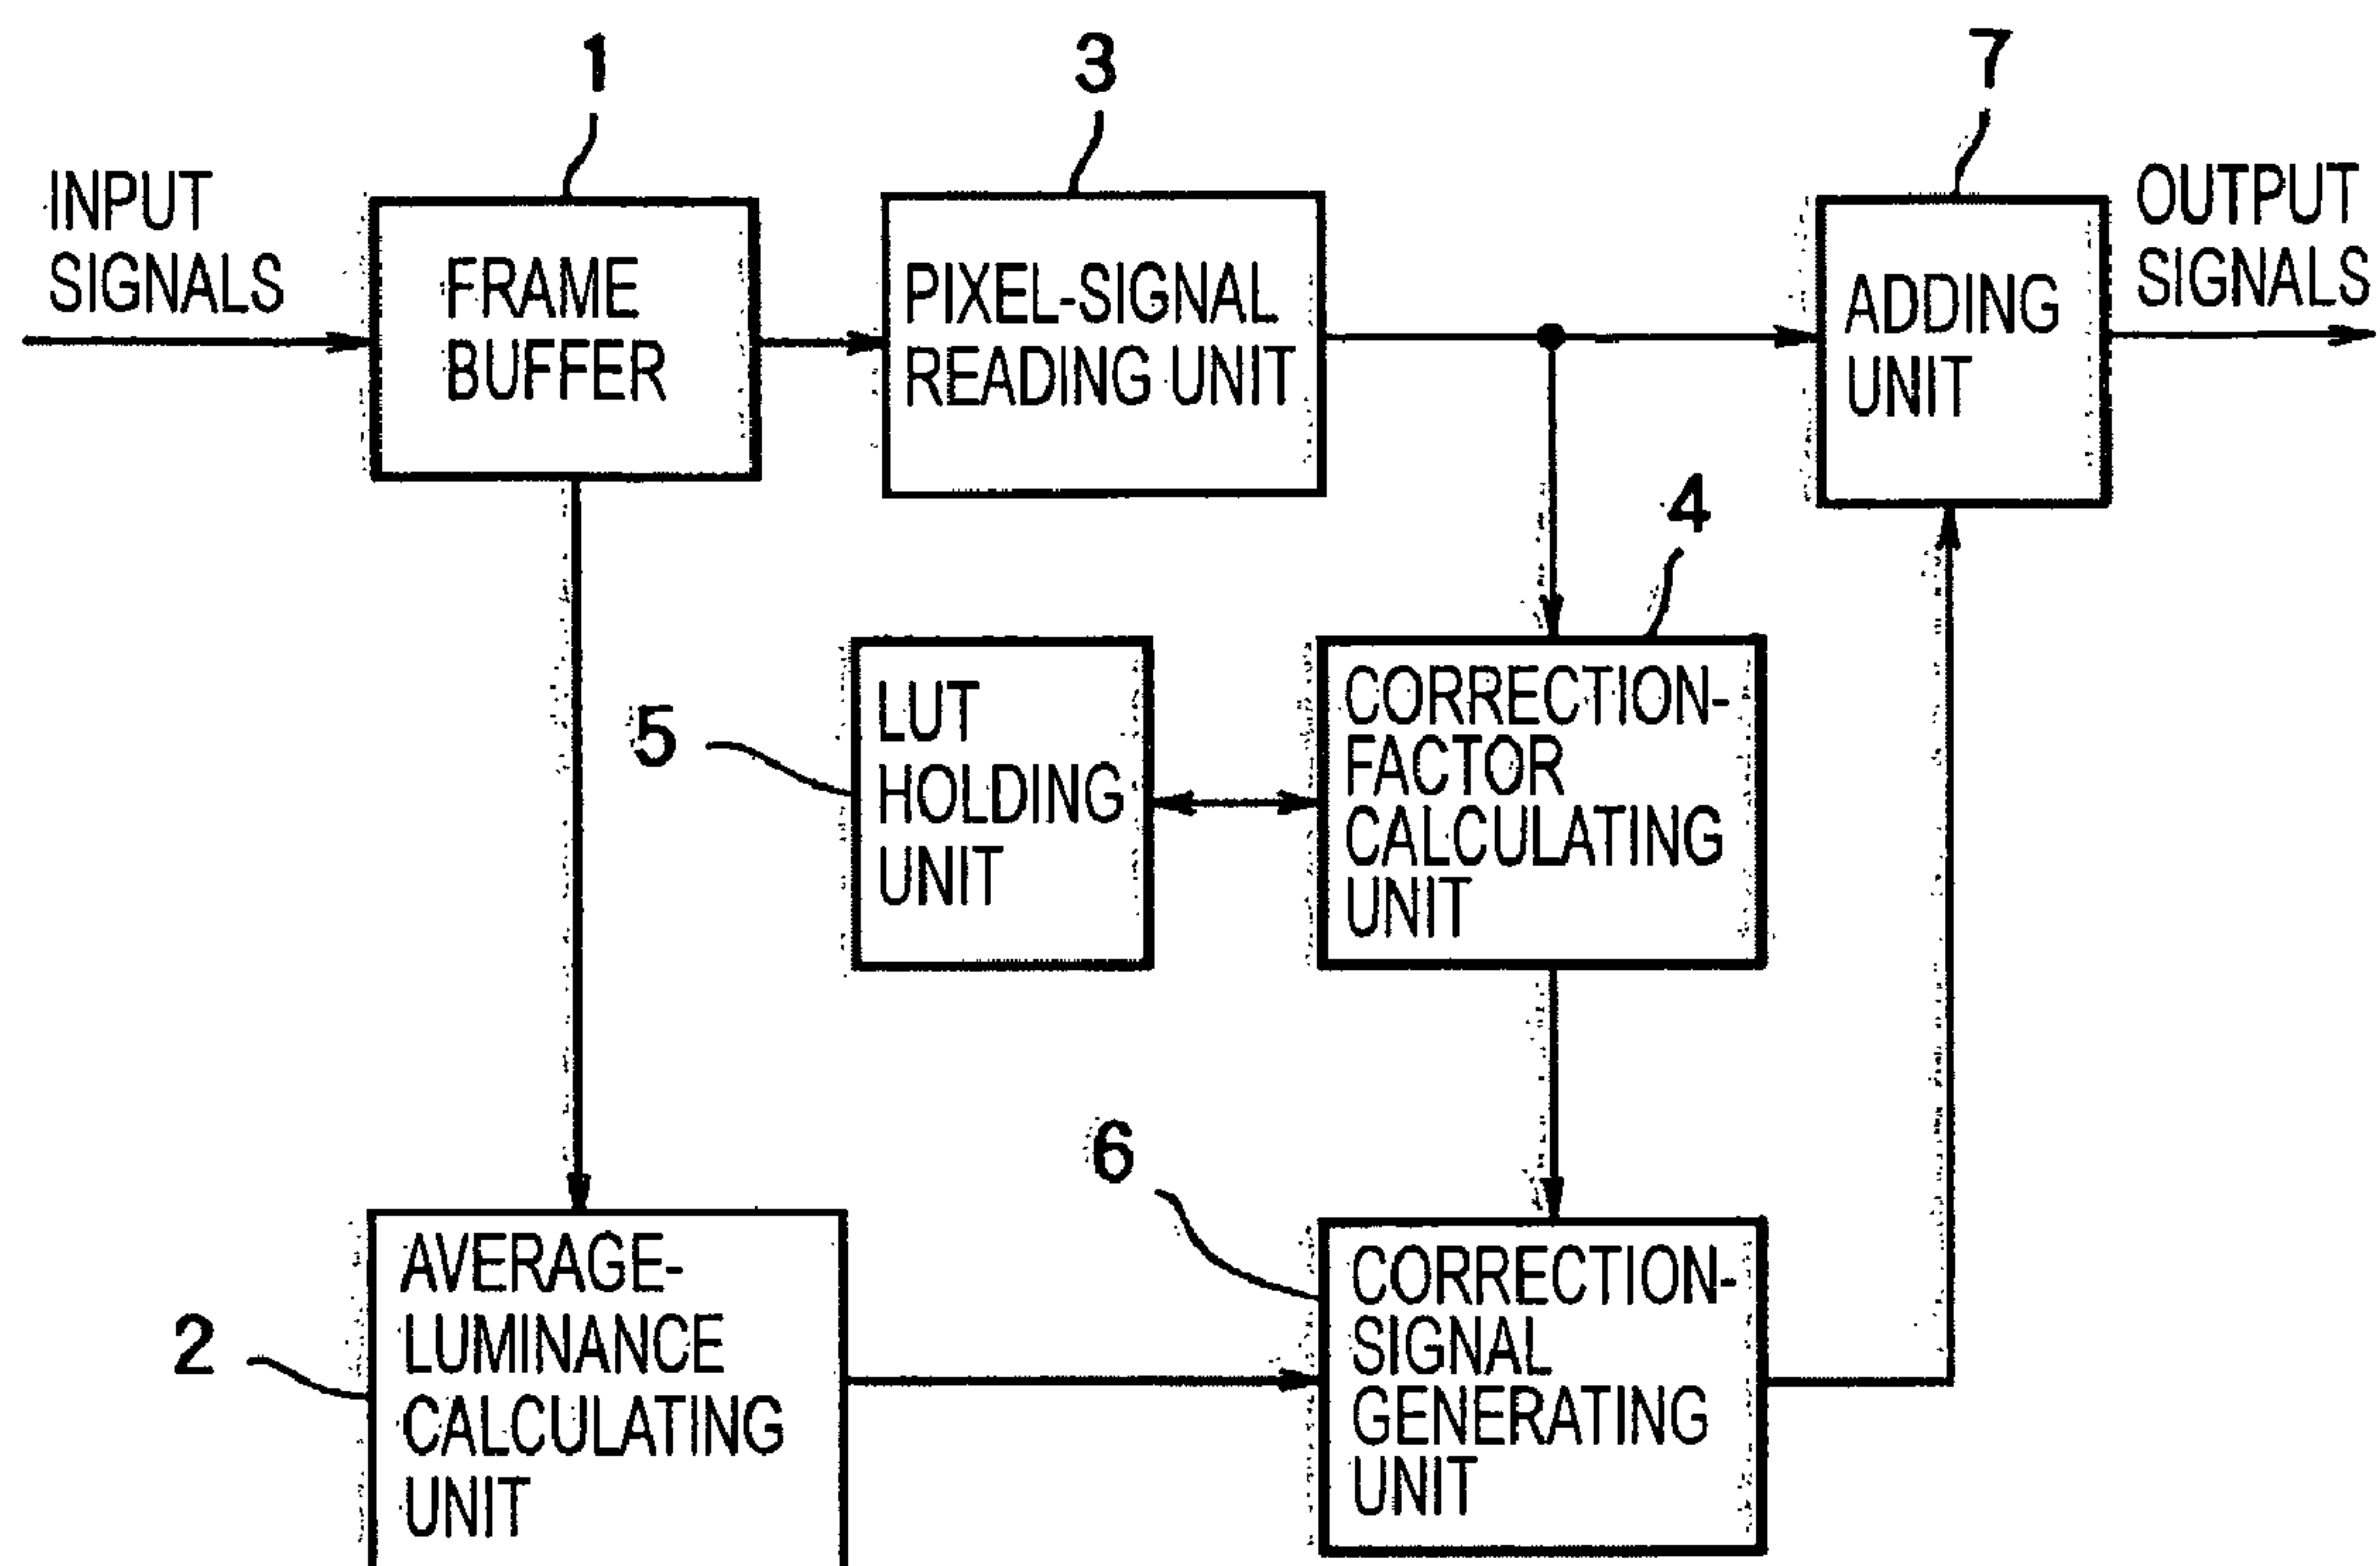 1
3
7
INPUT
SIGNALS
FRAME
BUFFER
PIXEL-SIGNAL
READING UNIT
ADDING
UNIT
OUTPUT
SIGNALS
4
5
LUT
HOLDING
UNIT
CORRECTION-
FACTOR
CALCULATING
UNIT
6
2
AVERAGE-
LUMINANCE
CALCULATING
UNIT
CORRECTION-
SIGNAL
GENERATING
UNIT